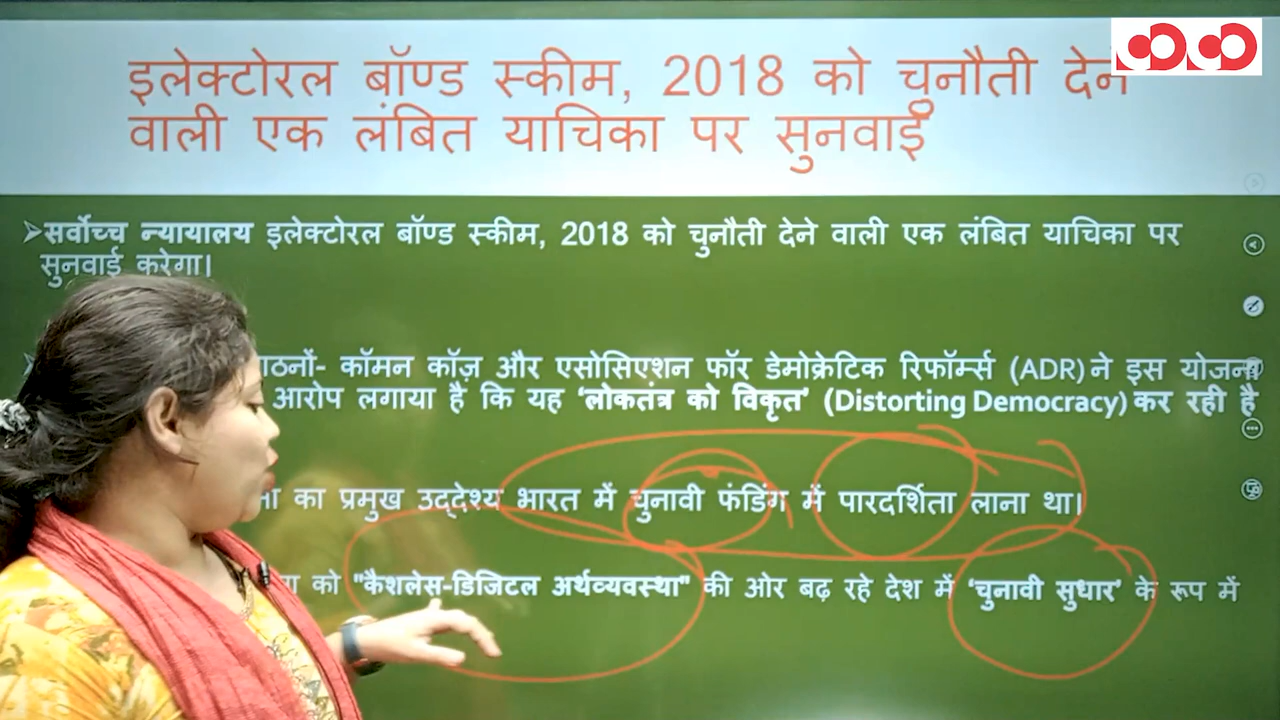 इलेक्टोरल बॉण्ड स्कीम, 2018 को चुनौती देने
वाली एक लंबित याचिका पर सुनवाई
➢सर्वोच्च न्यायालय इलेक्टोरल बॉण्ड स्कीम, 2018 को चुनौती देने वाली एक लंबित याचिका पर
सुनवाई करेगा।
गठनों- कॉमन कॉज़ और एसोसिएशन फॉर डेमोक्रेटिक रिफॉर्म्स (ADR) ने इस योजना
आरोप लगाया है कि यह ‘लोकतंत्र को विकृत’ (Distorting Democracy) कर रही है
का प्रमुख उद्देश्य भारत में चुनावी फंडिंग में पारदर्शिता लाना था।
को "कैशलेस-डिजिटल अर्थव्यवस्था" की ओर बढ़ रहे देश में ‘चुनावी सुधार’ के रूप में